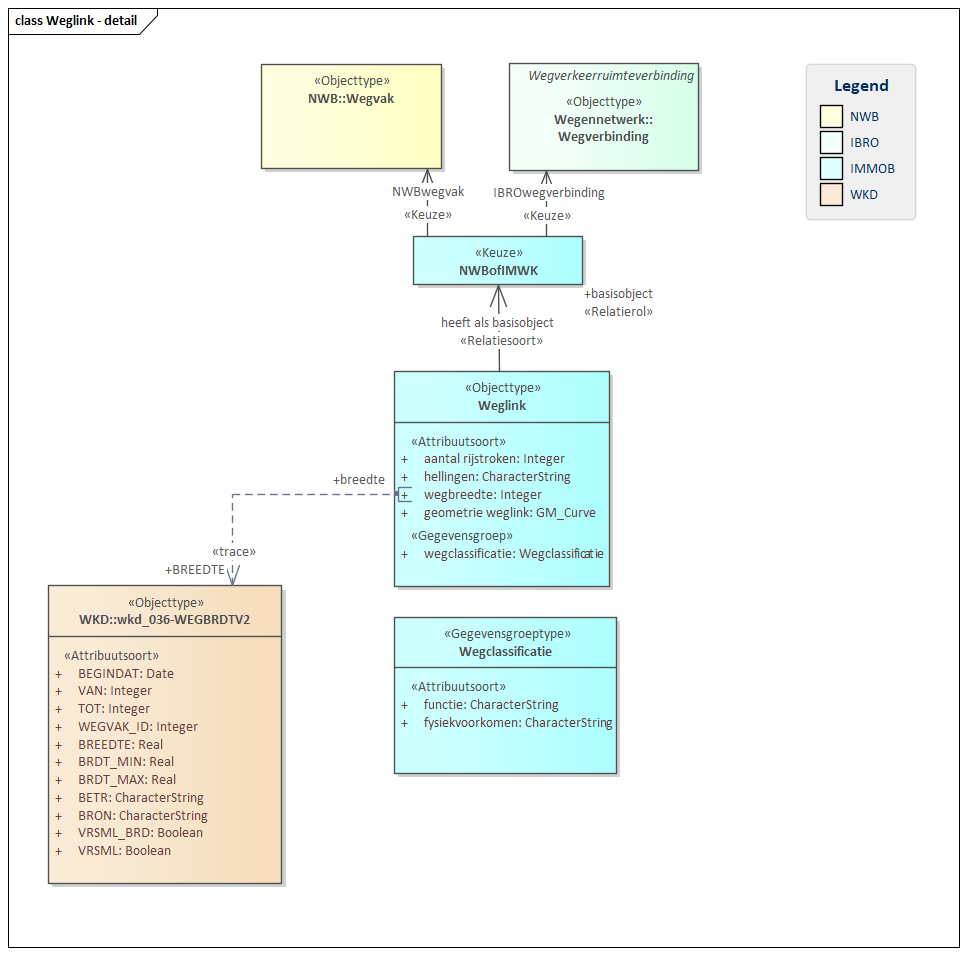 class Weglink - detail
«Objecttype»
NWB::Wegvak
Wegverkeerruimteverbinding
«Objecttype»
Wegennetwerk::
Wegverbinding
Legend
NWB
IBRO
IMMOB
WKD
NWBwegvak
«Keuze»
IBROwegverbinding
«Keuze»
«Keuze»
NWBofIMWK
+basisobject
«Relatierol»
heeft als basisobject
«Relatiesoort»
«Objecttype»
Weglink
«Attribuutsoort»
+ aantal rijstroken: Integer
+ hellingen: CharacterString
+ wegbreedte: Integer
+ geometrie weglink: GM_Curve
«Gegevensgroep»
+ wegclassificatie: Wegclassificatie
+breedte
«trace»
+BREEDTE
«Objecttype»
WKD::wkd_036-WEGBRDTV2
«Attribuutsoort»
+ BEGINDAT: Date
+ VAN: Integer
+ TOT: Integer
+ WEGVAK_ID: Integer
+ BREEDTE: Real
+ BRDT_MIN: Real
+ BRDT_MAX: Real
+ BETR: CharacterString
+ BRON: CharacterString
+ VRSML_BRD: Boolean
+ VRSML: Boolean
«Gegevensgroeptype»
Wegclassificatie
«Attribuutsoort»
+ functie: CharacterString
+ fysiekvoorkomen: CharacterString